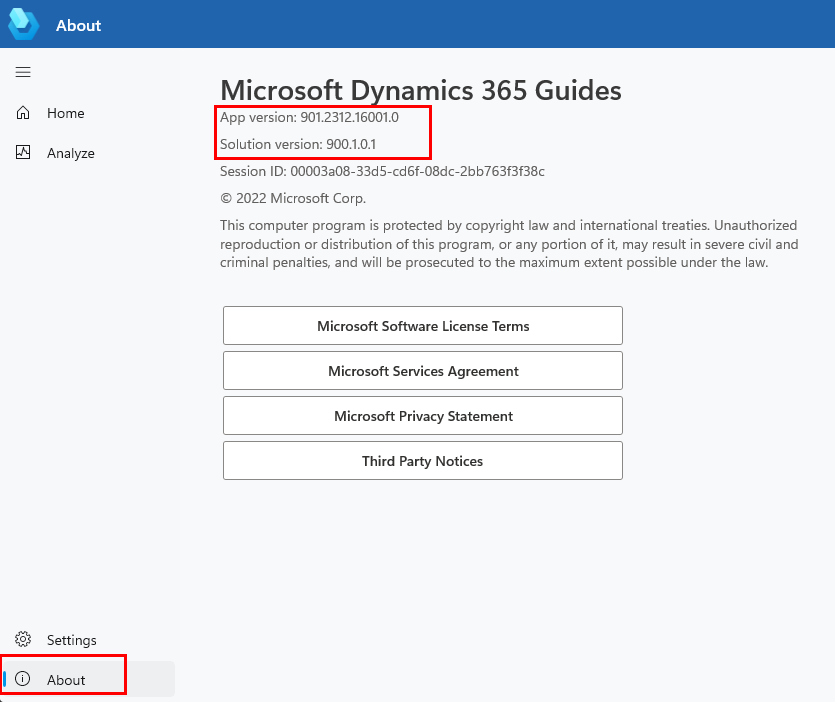 About
Home
Analyze
Settings
About
Microsoft Dynamics 365 Guides
App version: 901.2312.16001.0
Solution version: 900.1.0.1
Session ID: 00003a08-33d5-cd6f-08dc-2bb763f3f38c
© 2022 Microsoft Corp.
This computer program is protected by copyright law and international treaties. Unauthorized
reproduction or distribution of this program, or any portion of it, may result in severe civil and
criminal penalties, and will be prosecuted to the maximum extent possible under the law.
Microsoft Software License Terms
Microsoft Services Agreement
Microsoft Privacy Statement
Third Party Notices